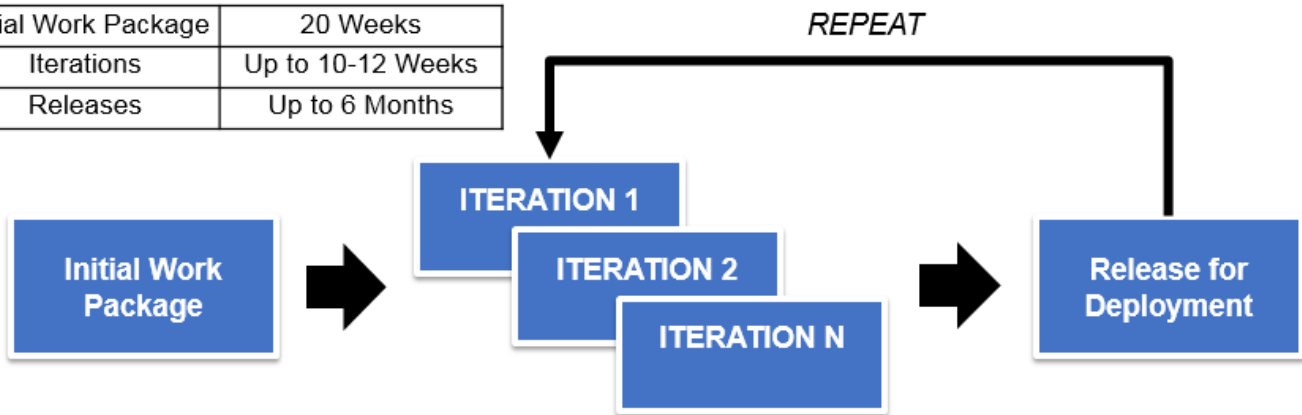 ial Work Package 20 Weeks
Iterations Up to 10-12 Weeks
Releases Up to 6 Months
REPEAT
ITERATION 1
ITERATION 2
ITERATION N
Initial Work
Package
Release for
Deployment